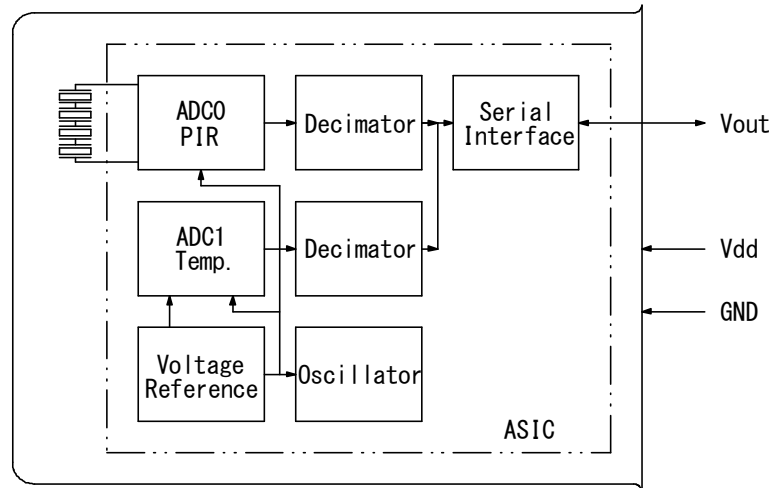 ADC0
PIR
Decimator
Serial
Interface
Vout
ADC1
Temp.
Decimator
Vdd
GND
Voltage
Reference
Oscillator
ASIC